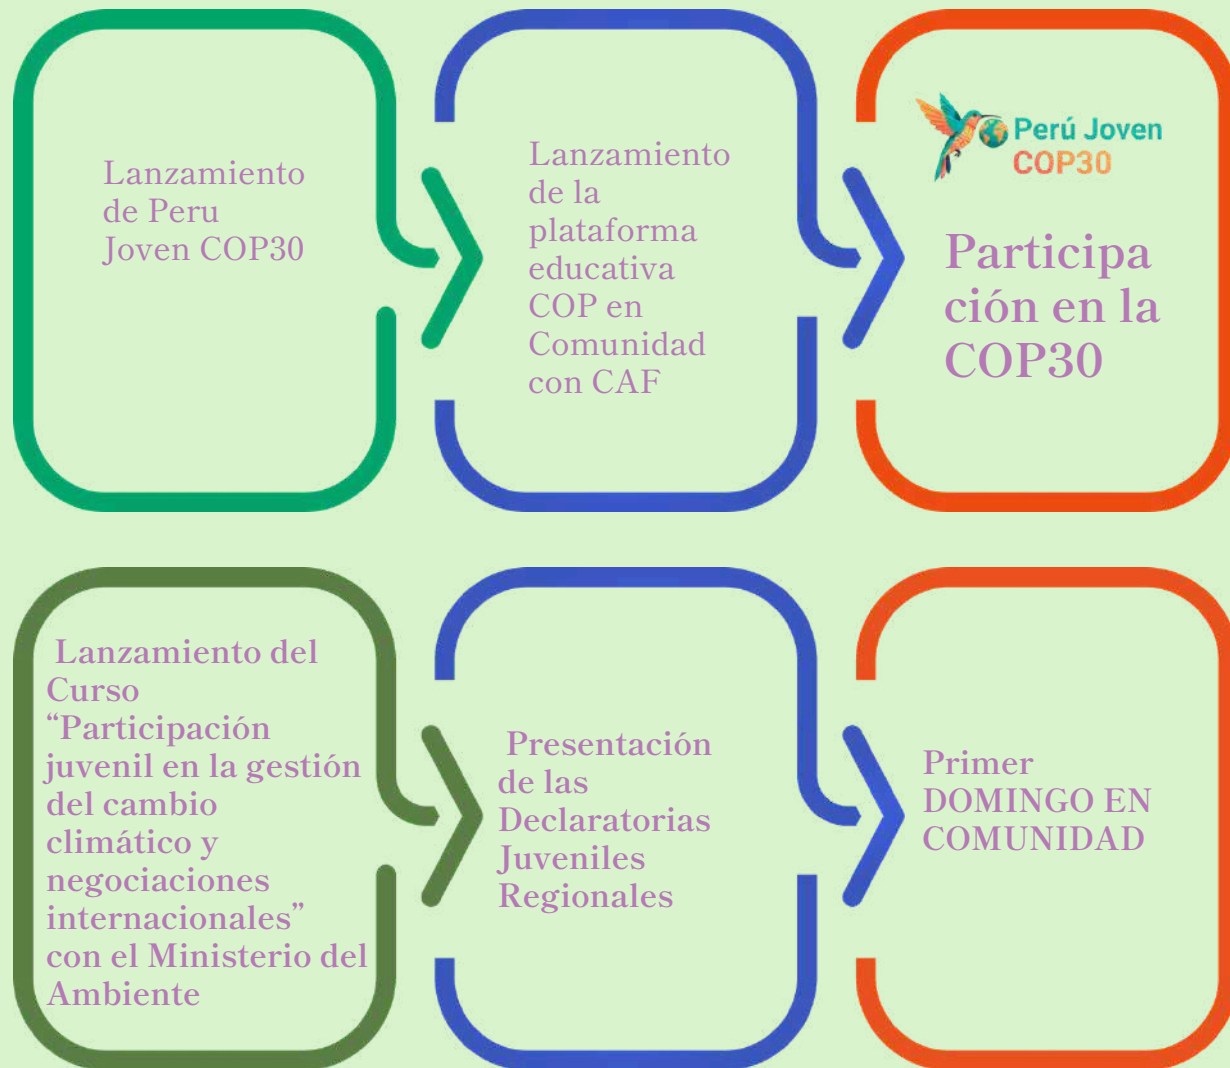 Lanzamiento
de Peru
Joven COP30
Lanzamiento
de la
plataforma
educativa
COP en
Comunidad
con CAF
Perú Joven
COP30
Participa
ción en la
COP30
Lanzamiento del
Curso
“Participación
juvenil en la gestión
del cambio
climático y
negociaciones
internacionales”
con el Ministerio del
Ambiente
Presentación
de las
Declaratorias
Juveniles
Regionales
Primer
DOMINGO EN
COMUNIDAD